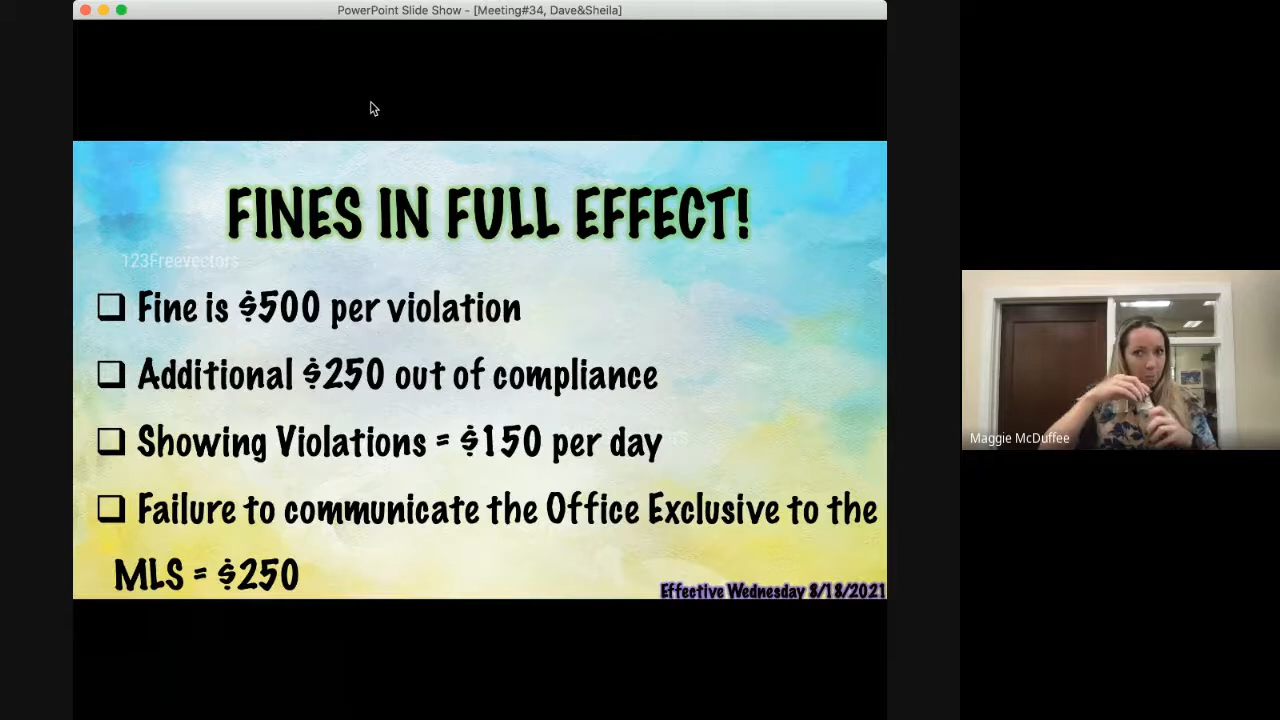 PowerPoint Slide Show - [Meeting#34, Dave&Sheila]
FINES IN FULL EFFECT!
123Freevectors
Fine is $500 per violation
Additional $250 out of compliance
Showing Violations = $150 per day
Failure to communicate the Office Exclusive to the
MLS = $250
Effective Wednesday 8/18/2021
Maggie McDuffee